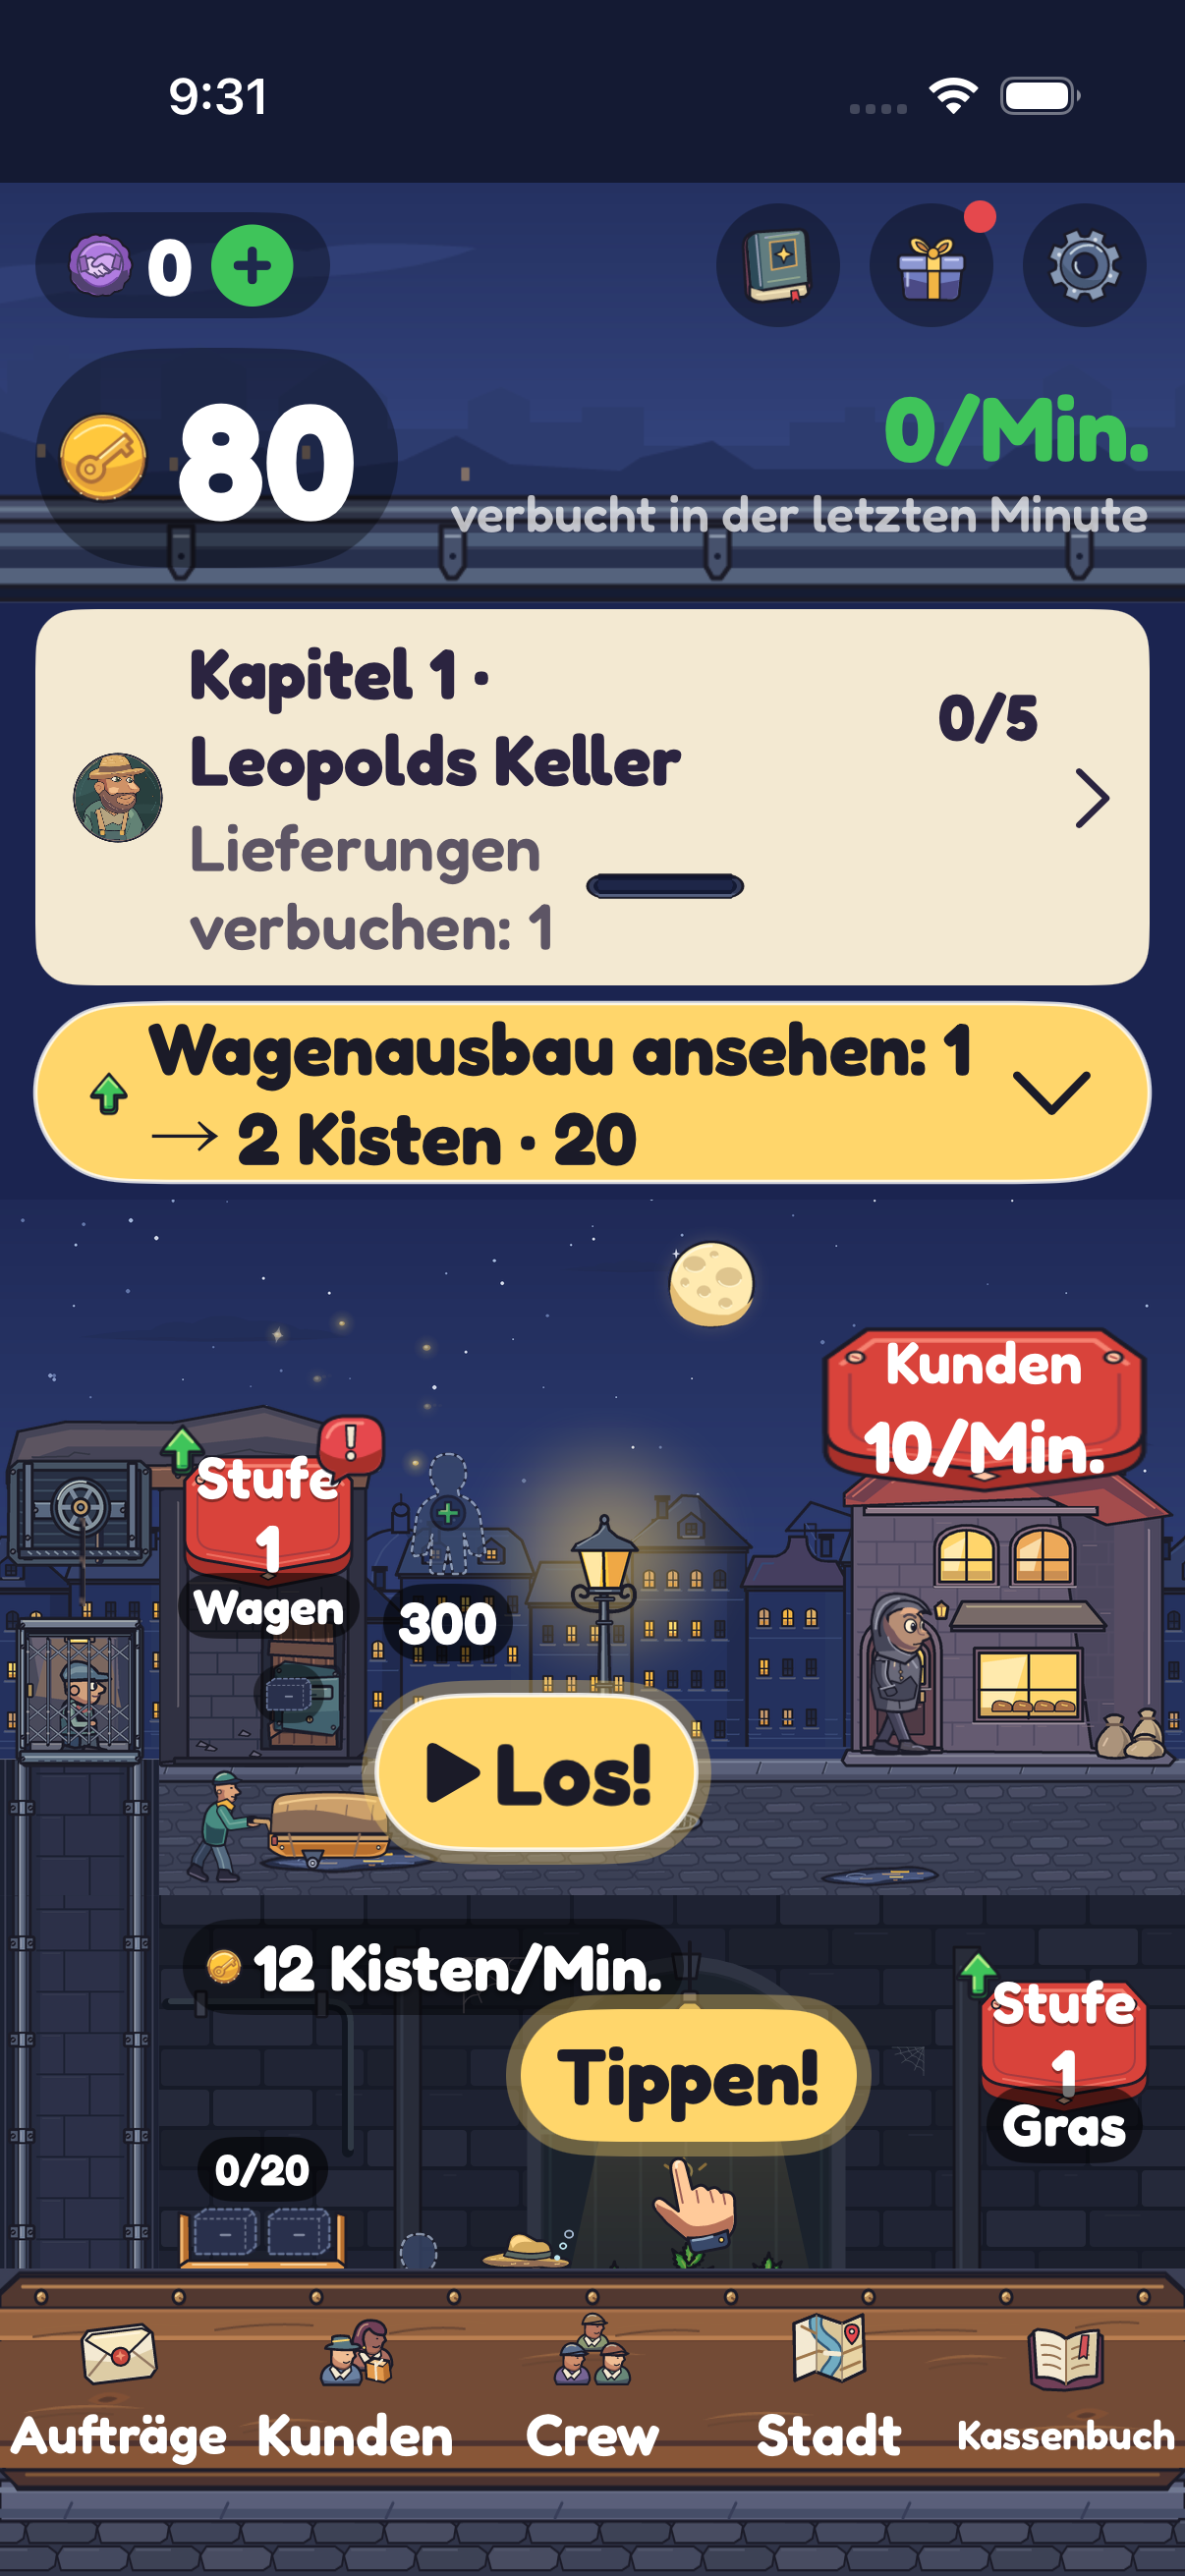 9:31
0
80
0/Min.
verbucht in der letzten Minute
Kapitel 1 ·
Leopolds Keller
0/5
Lieferungen
verbuchen: 1
Wagenausbau ansehen: 1
→ 2 Kisten · 20
Kunden
10/Min.
Stufe
1
!
Wagen
300
Los!
12 Kisten/Min.
Tippen!
Stufe
1
Gras
0/20
Aufträge
Kunden
Crew
Stadt
Kassenbuch